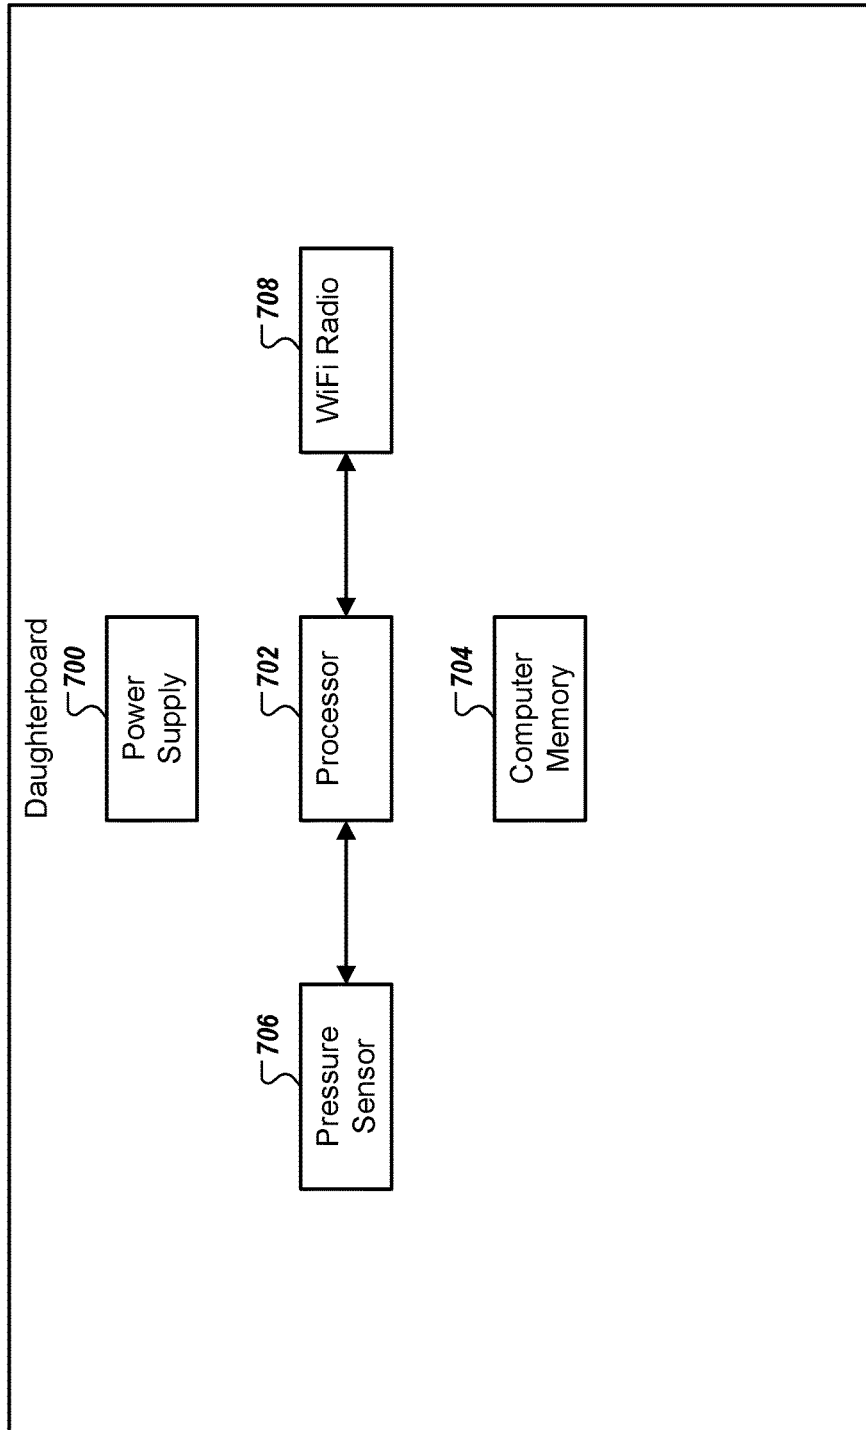 Daughterboard
700
Power
Supply
706
Pressure
Sensor
702
Processor
708
WiFi Radio
704
Computer
Memory